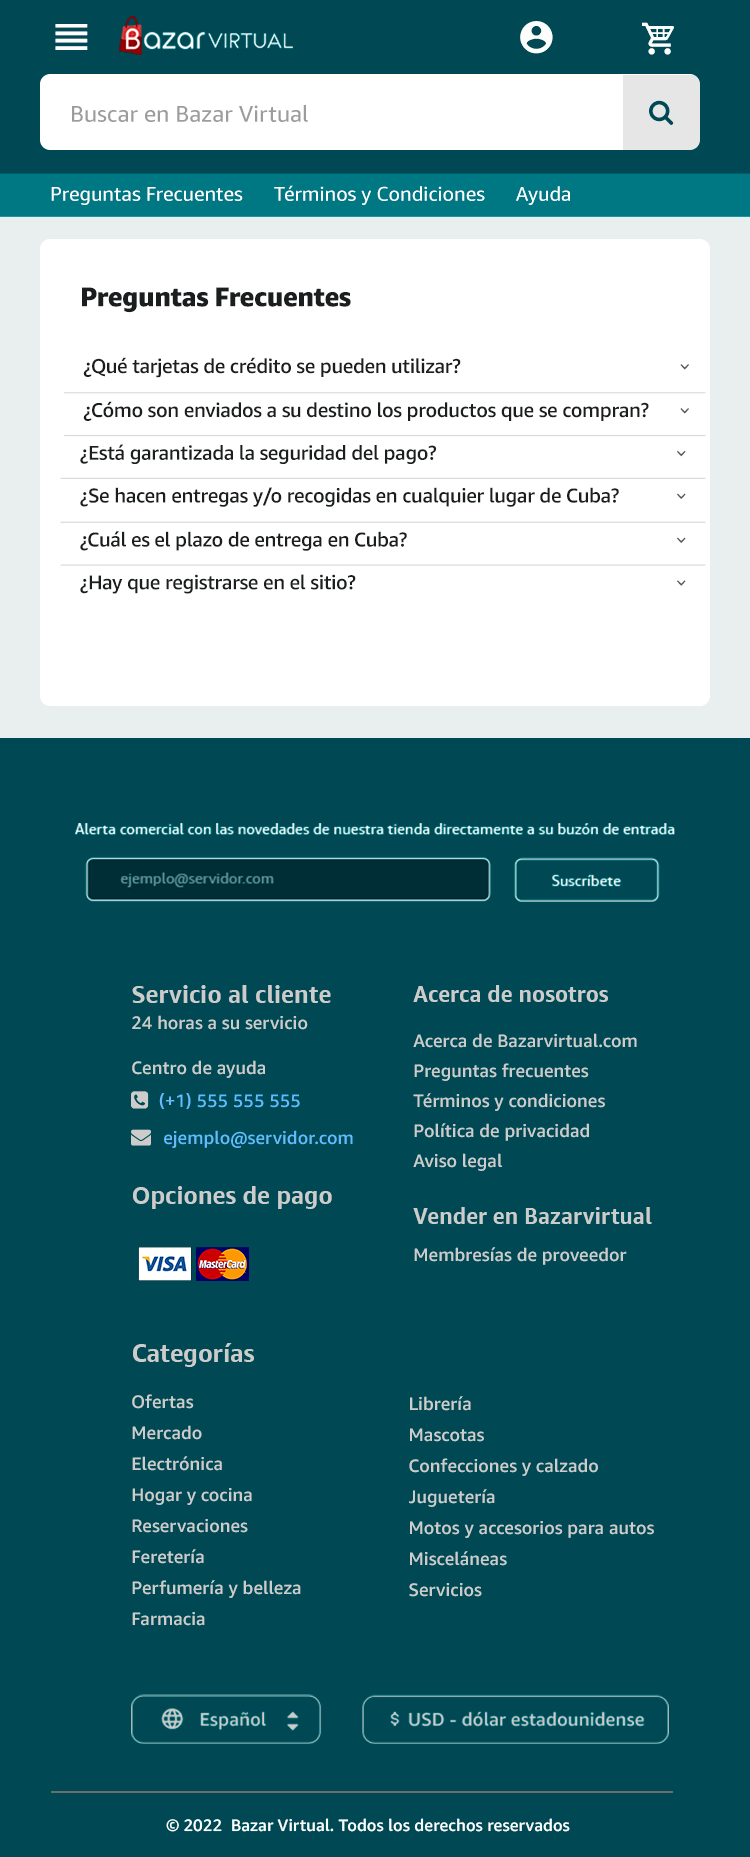 Bazar VIRTUAL
Buscar en Bazar Virtual
Preguntas Frecuentes Términos y Condiciones Ayuda
Preguntas Frecuentes
¿Qué tarjetas de crédito se pueden utilizar?
¿Cómo son enviados a su destino los productos que se compran?
¿Está garantizada la seguridad del pago?
¿Se hacen entregas y/o recogidas en cualquier lugar de Cuba?
¿Cuál es el plazo de entrega en Cuba?
¿Hay que registrarse en el sitio?
Alerta comercial con las novedades de nuestra tienda directamente a su buzón de entrada
ejemplo@servidor.com
Suscríbete
Servicio al cliente
24 horas a su servicio
Centro de ayuda
(+1) 555 555 555
ejemplo@servidor.com
Opciones de pago
VISA MasterCard
Acerca de nosotros
Acerca de Bazarvirtual.com
Preguntas frecuentes
Términos y condiciones
Política de privacidad
Aviso legal
Vender en Bazarvirtual
Membresías de proveedor
Categorías
Ofertas
Mercado
Electrónica
Hogar y cocina
Reservaciones
Feretería
Perfumería y belleza
Farmacia
Librería
Mascotas
Confecciones y calzado
Juguetería
Motos y accesorios para autos
Misceláneas
Servicios
Español
$ USD - dólar estadounidense
© 2022 Bazar Virtual. Todos los derechos reservados